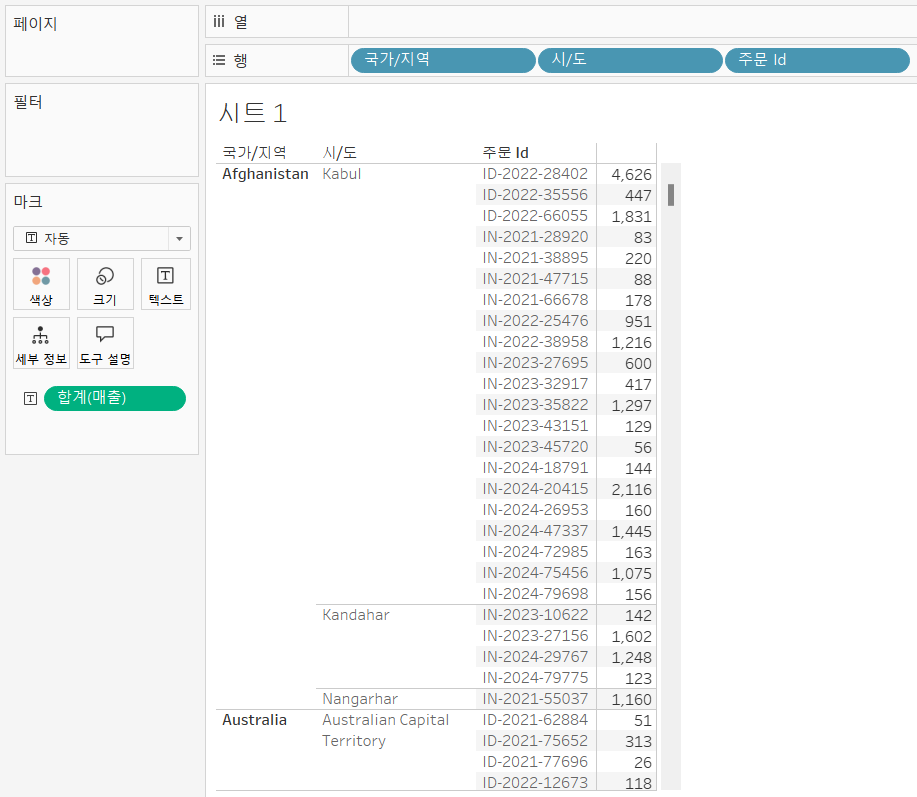 페이지
iii 열
행
국가/지역
시/도
주문 Id
필터
마크
자동
색상
크기
텍스트
세부 정보
도구 설명
합계(매출)
시트 1
국가/지역 시/도 주문 Id
Afghanistan Kabul ID-2022-28402 4,626
ID-2022-35556 447
ID-2022-66055 1,831
IN-2021-28920 83
IN-2021-38895 220
IN-2021-47715 88
IN-2021-66678 178
IN-2022-25476 951
IN-2022-38958 1,216
IN-2023-27695 600
IN-2023-32917 417
IN-2023-35822 1,297
IN-2023-43151 129
IN-2023-45720 56
IN-2024-18791 144
IN-2024-20415 2,116
IN-2024-26953 160
IN-2024-47337 1,445
IN-2024-72985 163
IN-2024-75456 1,075
IN-2024-79698 156
Kandahar IN-2023-10622 142
IN-2023-27156 1,602
IN-2024-29767 1,248
IN-2024-79775 123
Nangarhar IN-2021-55037 1,160
Australia Australian Capital ID-2021-62884 51
Territory ID-2021-75652 313
ID-2021-77696 26
ID-2022-12673 118